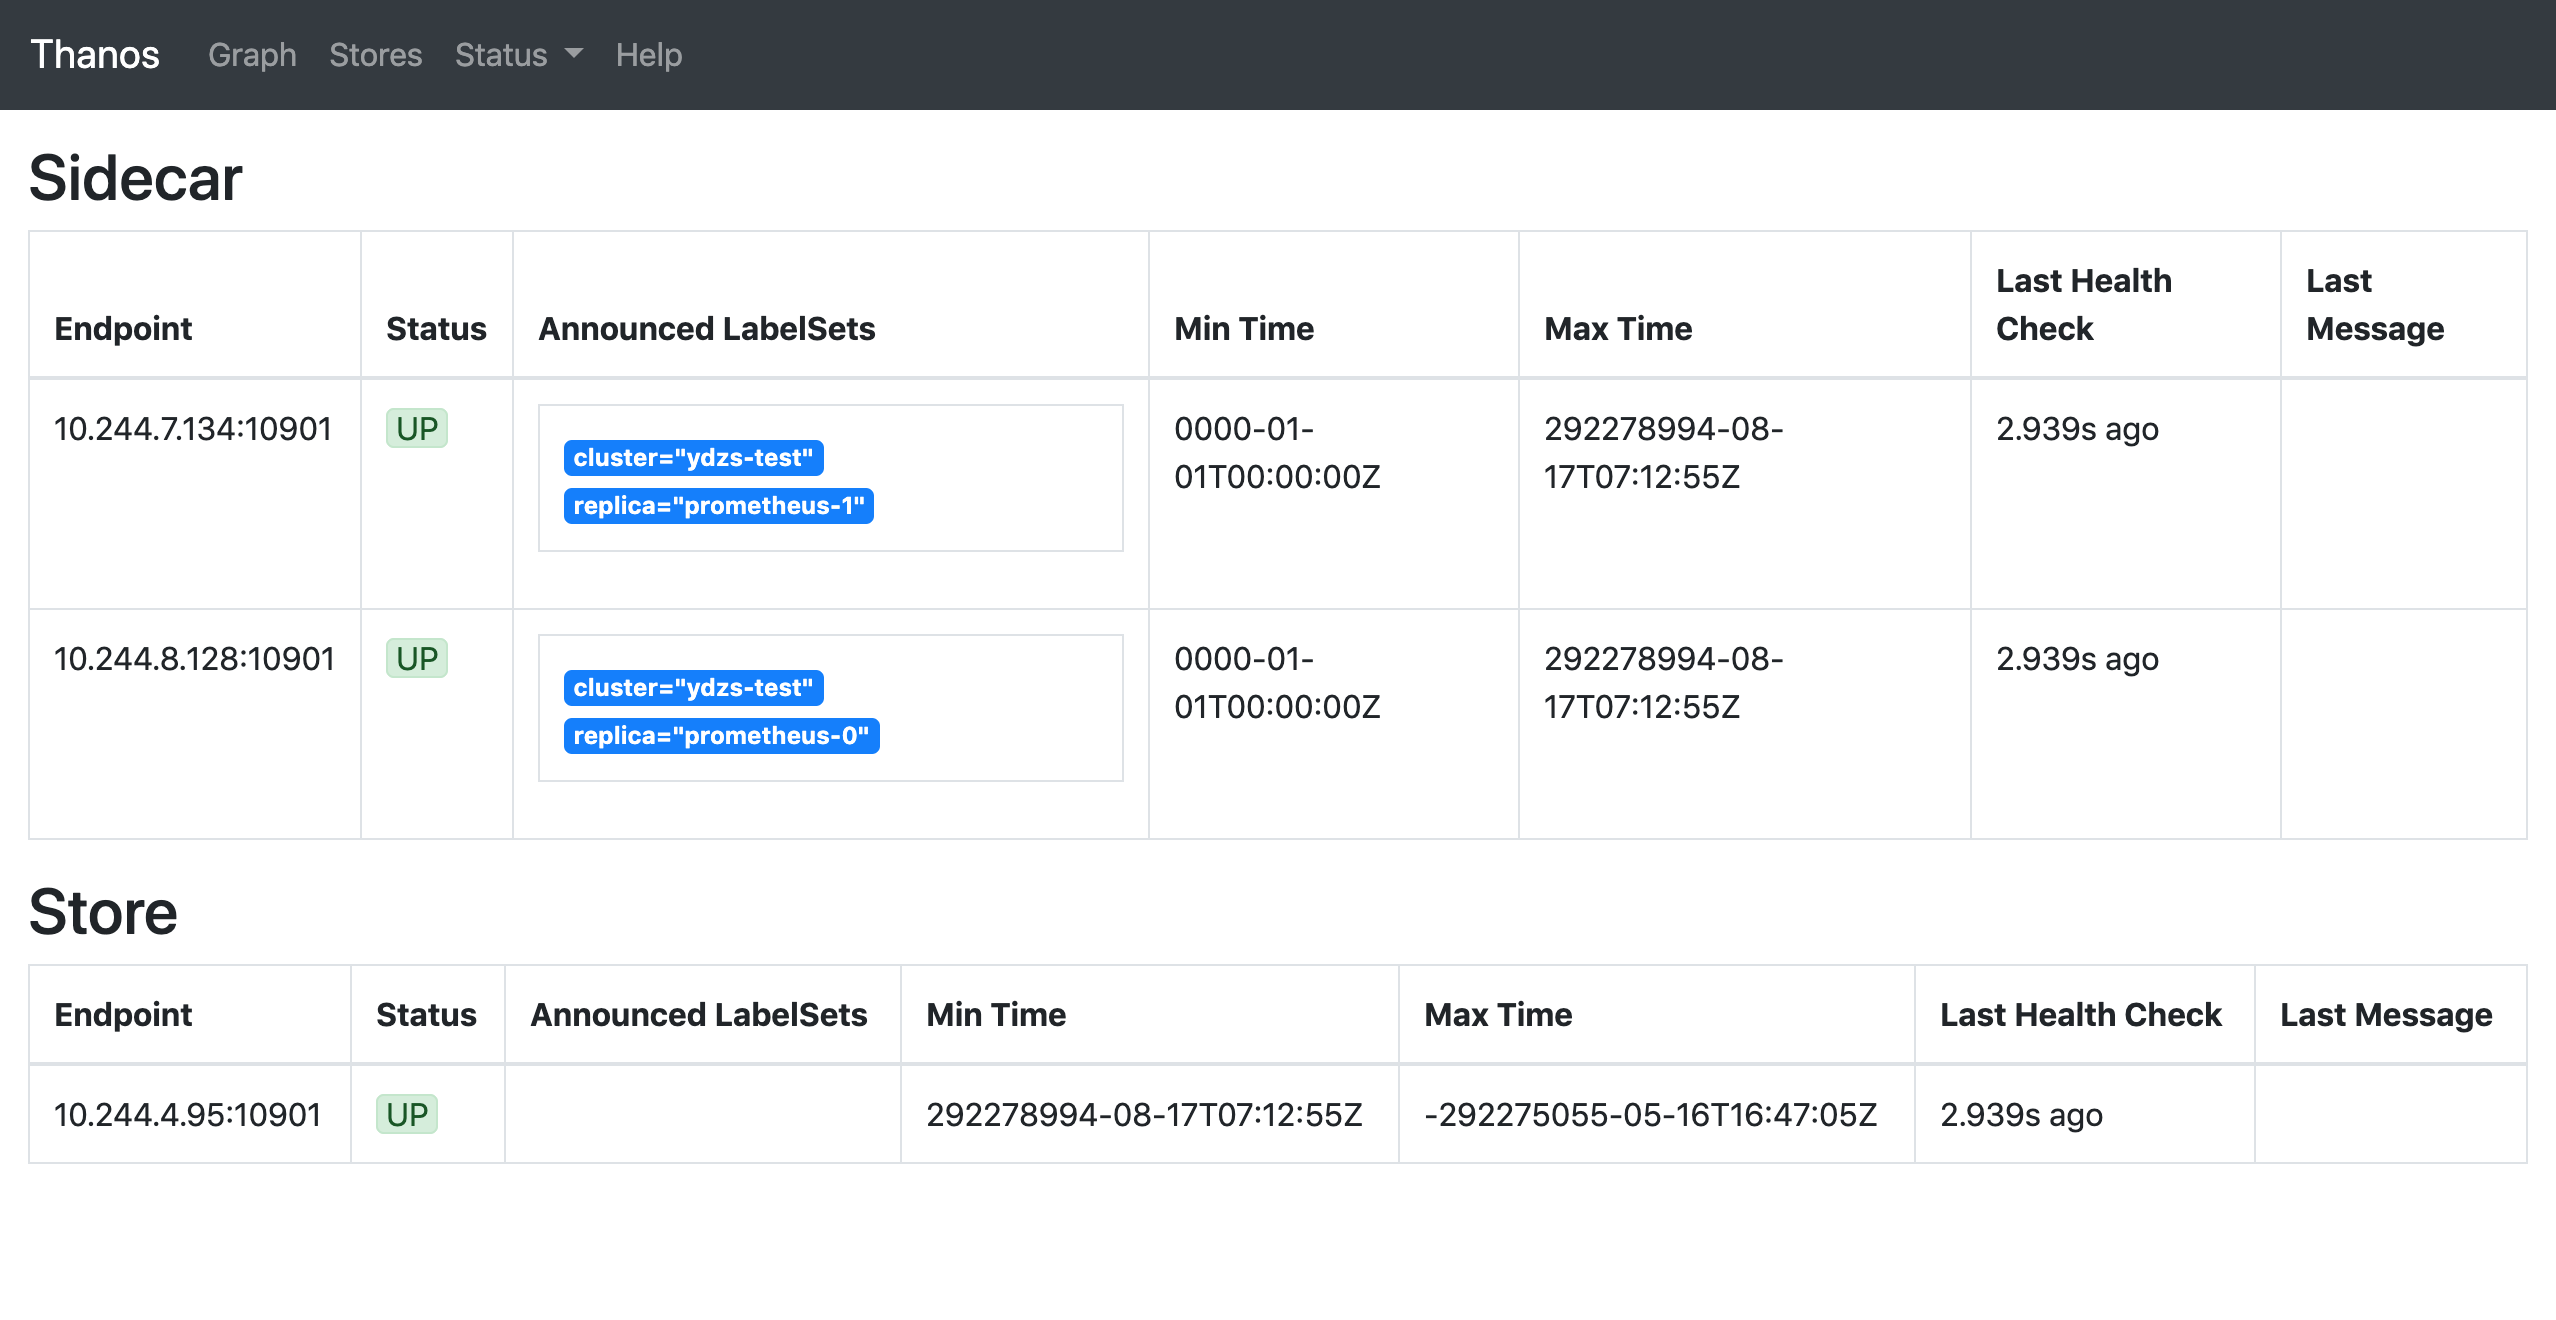 Thanos Graph Stores Status Help
Sidecar
Endpoint Status Announced LabelSets Min Time Max Time Last Health Check Last Message
10.244.7.134:10901 UP cluster="ydzs-test" replica="prometheus-1" 0000-01-01T00:00:00Z 292278994-08-17T07:12:55Z 2.939s ago
10.244.8.128:10901 UP cluster="ydzs-test" replica="prometheus-0" 0000-01-01T00:00:00Z 292278994-08-17T07:12:55Z 2.939s ago
Store
Endpoint Status Announced LabelSets Min Time Max Time Last Health Check Last Message
10.244.4.95:10901 UP 292278994-08-17T07:12:55Z -292275055-05-16T16:47:05Z 2.939s ago